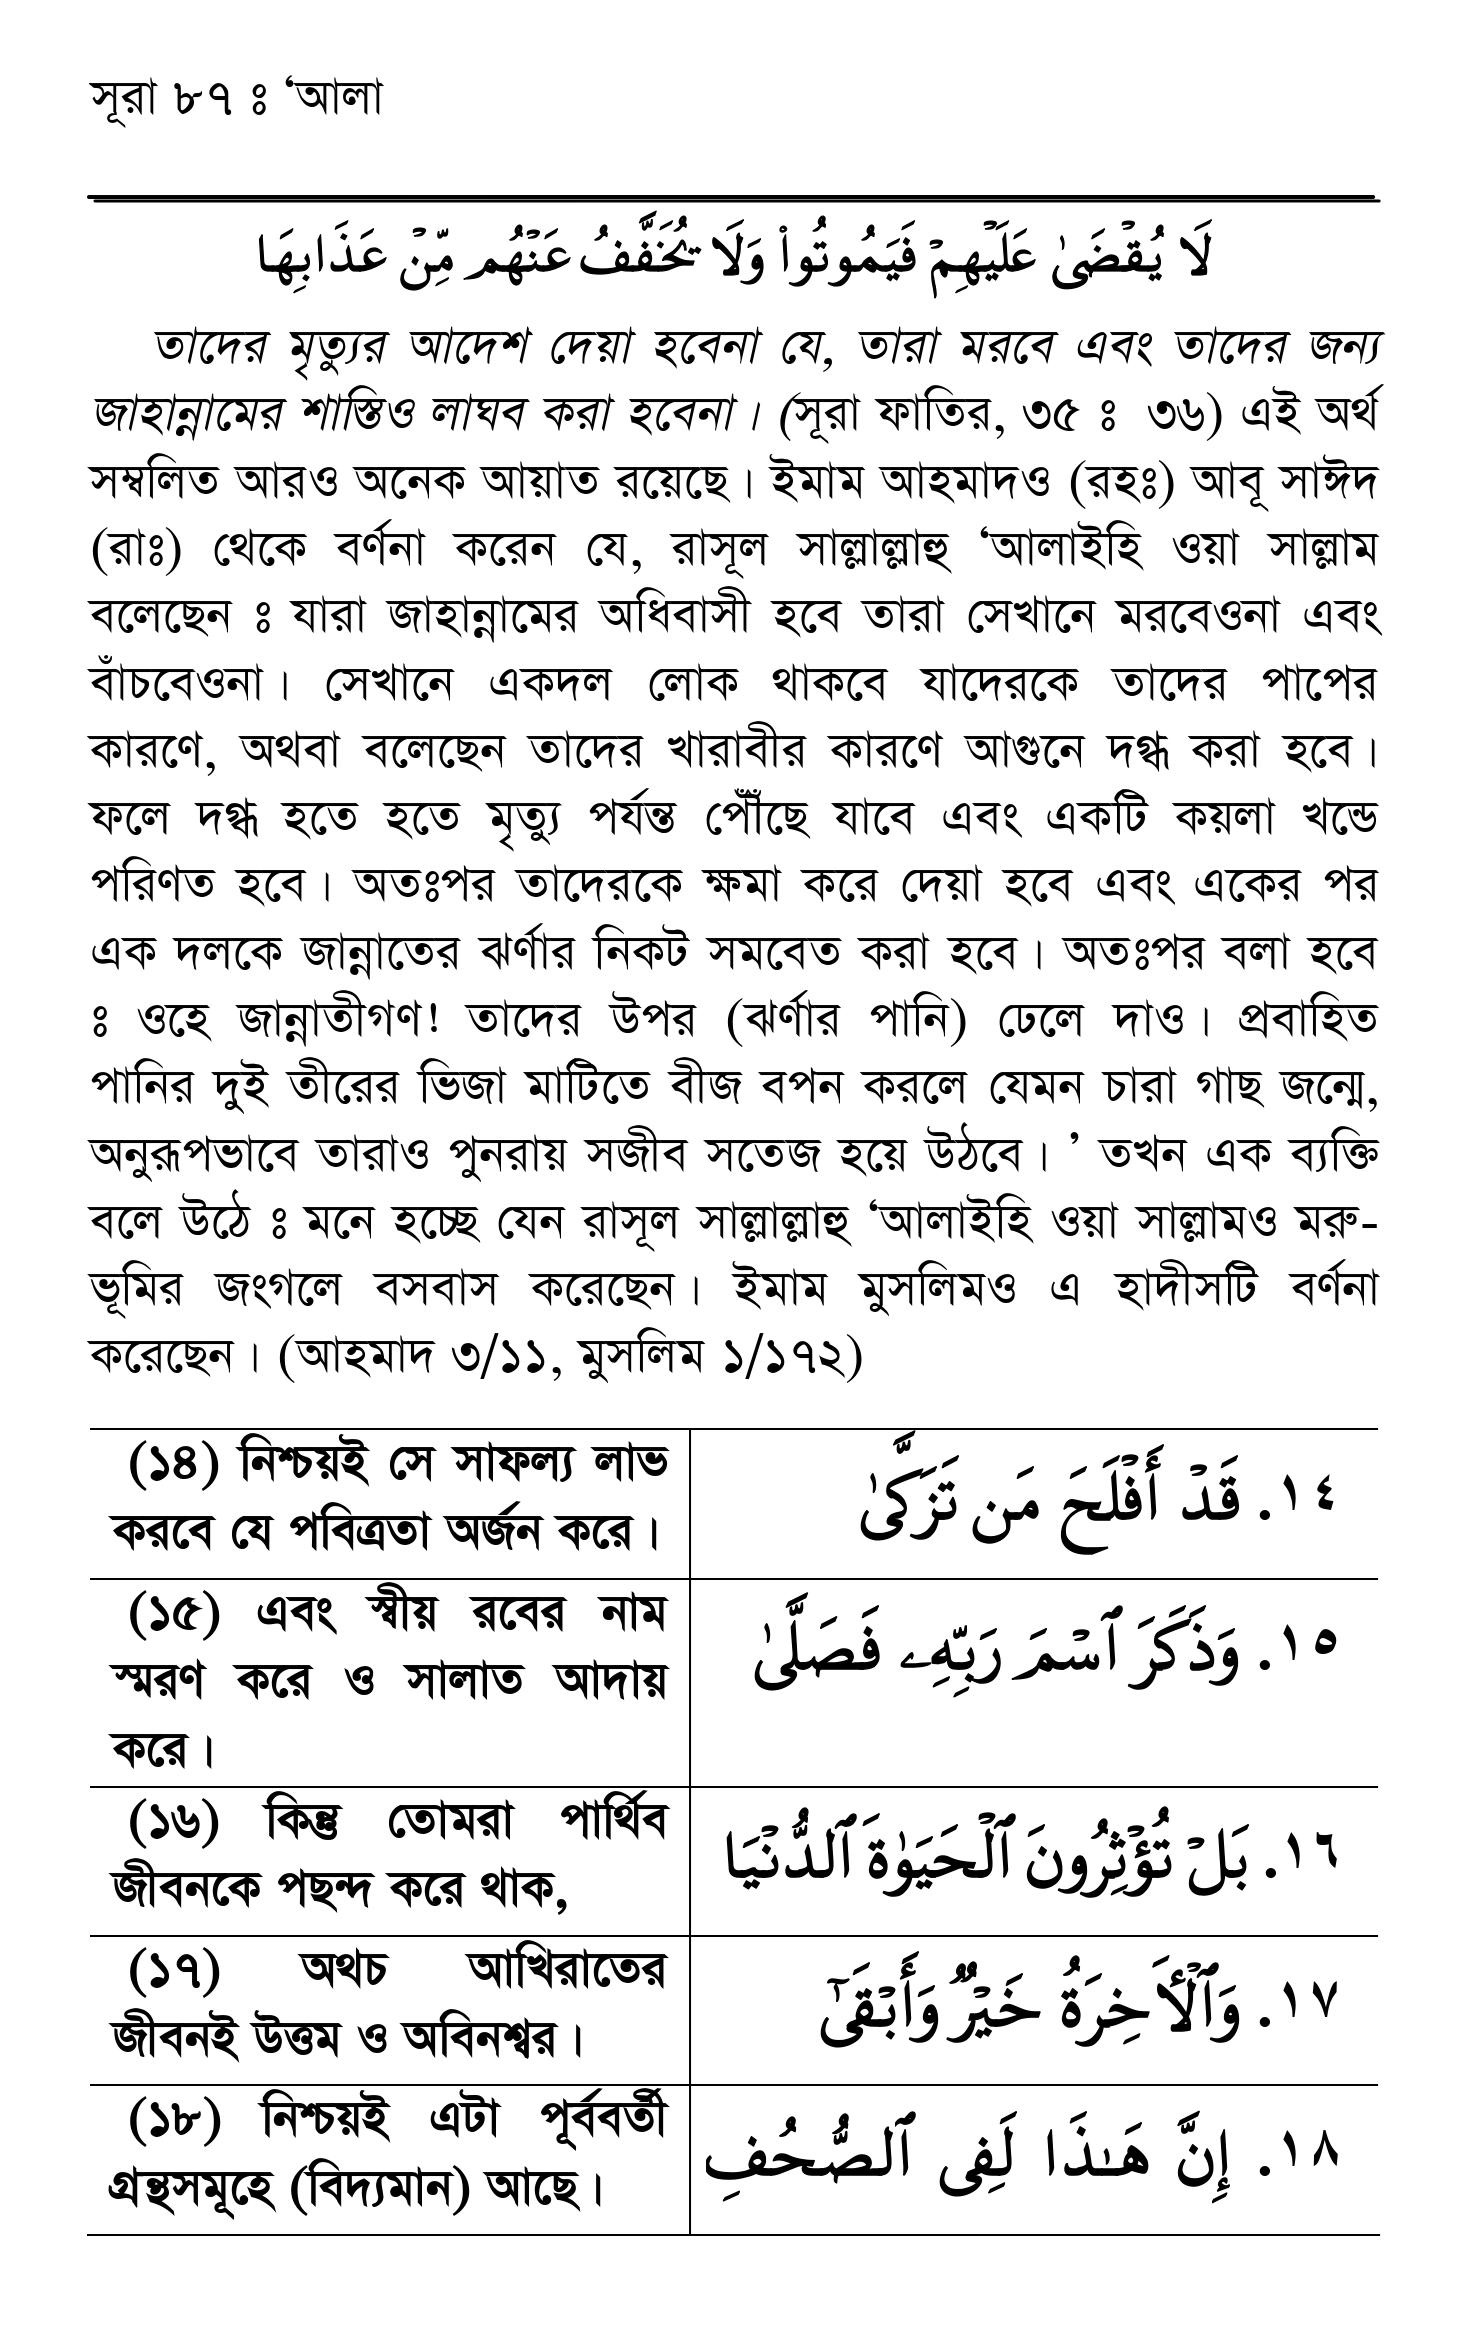 সূরা ৮৭ ঃ ‘আলা
لَا يُقْضَىٰ عَلَيْهِمْ فَيَمُوتُوا۟ وَلَا يُخَفَّفُ عَنْهُم مِّنْ عَذَابِهَا
তাদের মৃত্যুর আদেশ দেয়া হবেনা যে, তারা মরবে এবং তাদের জন্য
জাহান্নামের শাস্তিও লাঘব করা হবেনা। (সূরা ফাতির, ৩৫ ঃ ৩৬) এই অর্থ
সম্বলিত আরও অনেক আয়াত রয়েছে। ইমাম আহমাদও (রহঃ) আবূ সাঈদ
(রাঃ) থেকে বর্ণনা করেন যে, রাসূল সাল্লাল্লাহু ‘আলাইহি ওয়া সাল্লাম
বলেছেন ঃ যারা জাহান্নামের অধিবাসী হবে তারা সেখানে মরবেওনা এবং
বাঁচবেওনা। সেখানে একদল লোক থাকবে যাদেরকে তাদের পাপের
কারণে, অথবা বলেছেন তাদের খারাবীর কারণে আগুনে দগ্ধ করা হবে।
ফলে দগ্ধ হতে হতে মৃত্যু পর্যন্ত পৌঁছে যাবে এবং একটি কয়লা খন্ডে
পরিণত হবে। অতঃপর তাদেরকে ক্ষমা করে দেয়া হবে এবং একের পর
এক দলকে জান্নাতের ঝর্ণার নিকট সমবেত করা হবে। অতঃপর বলা হবে
ঃ ওহে জান্নাতীগণ! তাদের উপর (ঝর্ণার পানি) ঢেলে দাও। প্রবাহিত
পানির দুই তীরের ভিজা মাটিতে বীজ বপন করলে যেমন চারা গাছ জন্মে,
অনুরূপভাবে তারাও পুনরায় সজীব সতেজ হয়ে উঠবে। ’ তখন এক ব্যক্তি
বলে উঠে ঃ মনে হচ্ছে যেন রাসূল সাল্লাল্লাহু ‘আলাইহি ওয়া সাল্লামও মরু-
ভূমির জংগলে বসবাস করেছেন। ইমাম মুসলিমও এ হাদীসটি বর্ণনা
করেছেন। (আহমাদ ৩/১১, মুসলিম ১/১৭২)
(১৪) নিশ্চয়ই সে সাফল্য লাভ
করবে যে পবিত্রতা অর্জন করে।
١٤. قَدْ أَفْلَحَ مَن تَزَكَّىٰ
(১৫) এবং স্বীয় রবের নাম
স্মরণ করে ও সালাত আদায়
করে।
١٥. وَذَكَرَ ٱسْمَ رَبِّهِۦ فَصَلَّىٰ
(১৬) কিন্তু তোমরা পার্থিব
জীবনকে পছন্দ করে থাক,
١٦. بَلْ تُؤْثِرُونَ ٱلْحَيَوٰةَ ٱلدُّنْيَا
(১৭) অথচ আখিরাতের
জীবনই উত্তম ও অবিনশ্বর।
١٧. وَٱلْأَخِرَةُ خَيْرٌ وَأَبْقَىٰٓ
(১৮) নিশ্চয়ই এটা পূর্ববর্তী
গ্রন্থসমূহে (বিদ্যমান) আছে।
١٨. إِنَّ هَـٰذَا لَفِى ٱلصُّحُفِ